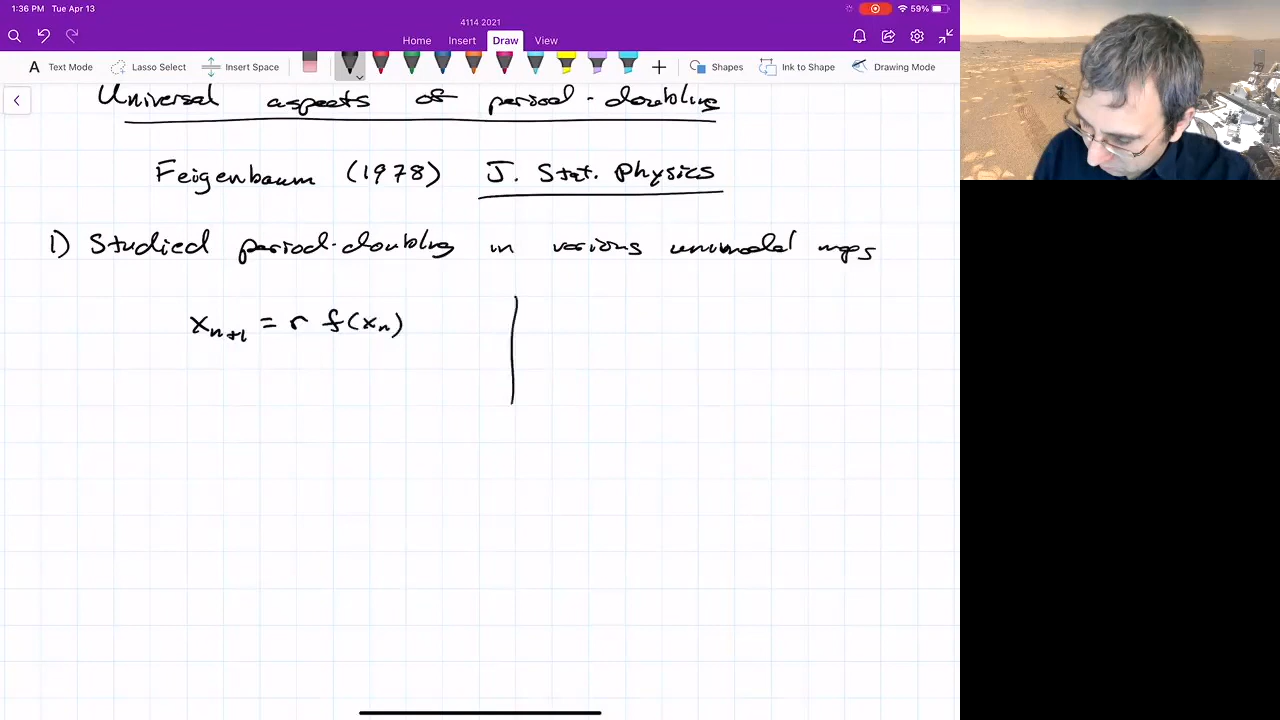 1:36 PM Tue Apr 13
59%
4114 2021
Home Insert Draw View
A Text Mode Lasso Select Insert Space Shapes Ink to Shape Drawing Mode
Universal aspects of period-doubling
Feigenbaum (1978) J. Stat. Physics
1) Studied period-doubling in various unimodal maps
xₙ₊₁ = r f(xₙ)